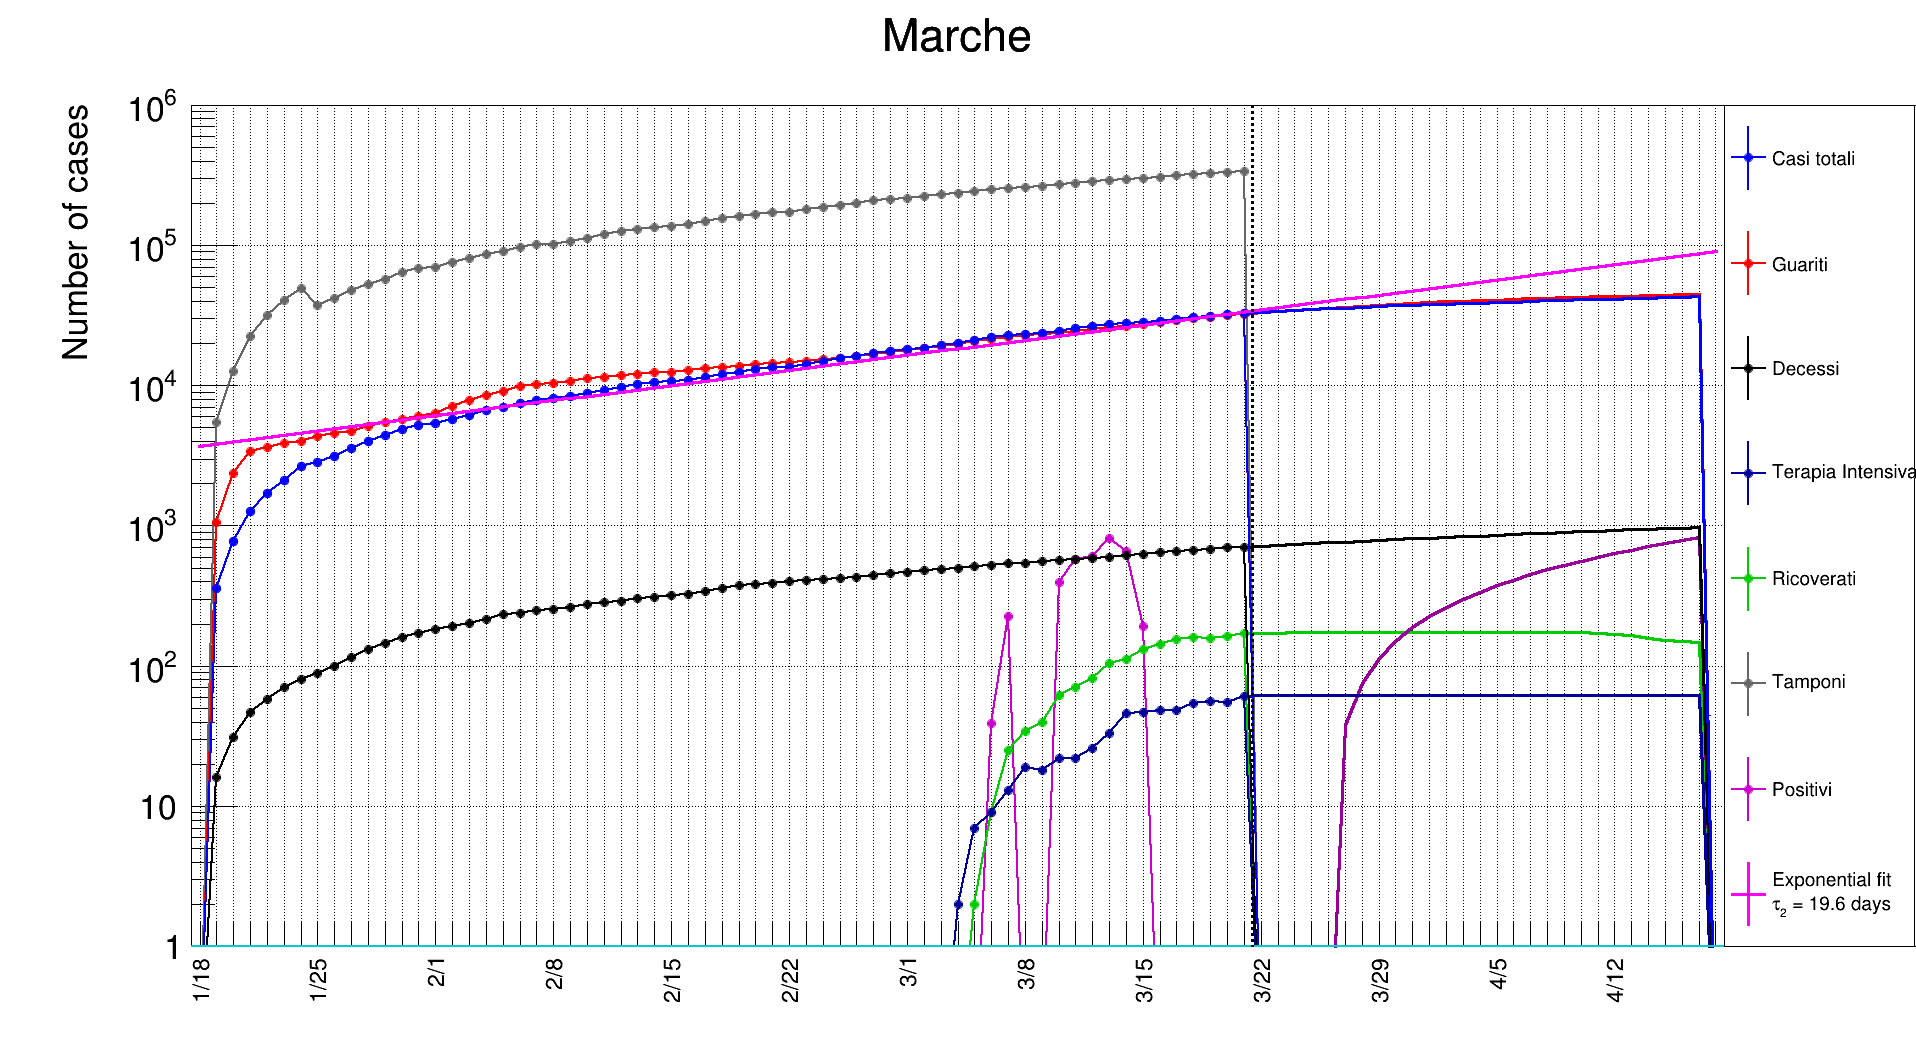 Marche
Number of cases
10^6
10^5
10^4
10^3
10^2
10
1
1/18
1/25
2/1
2/8
2/15
2/22
3/1
3/8
3/15
3/22
3/29
4/5
4/12
Casi totali
Guariti
Decessi
Terapia Intensiva
Ricoverati
Tamponi
Positivi
Exponential fit
τ₂ = 19.6 days